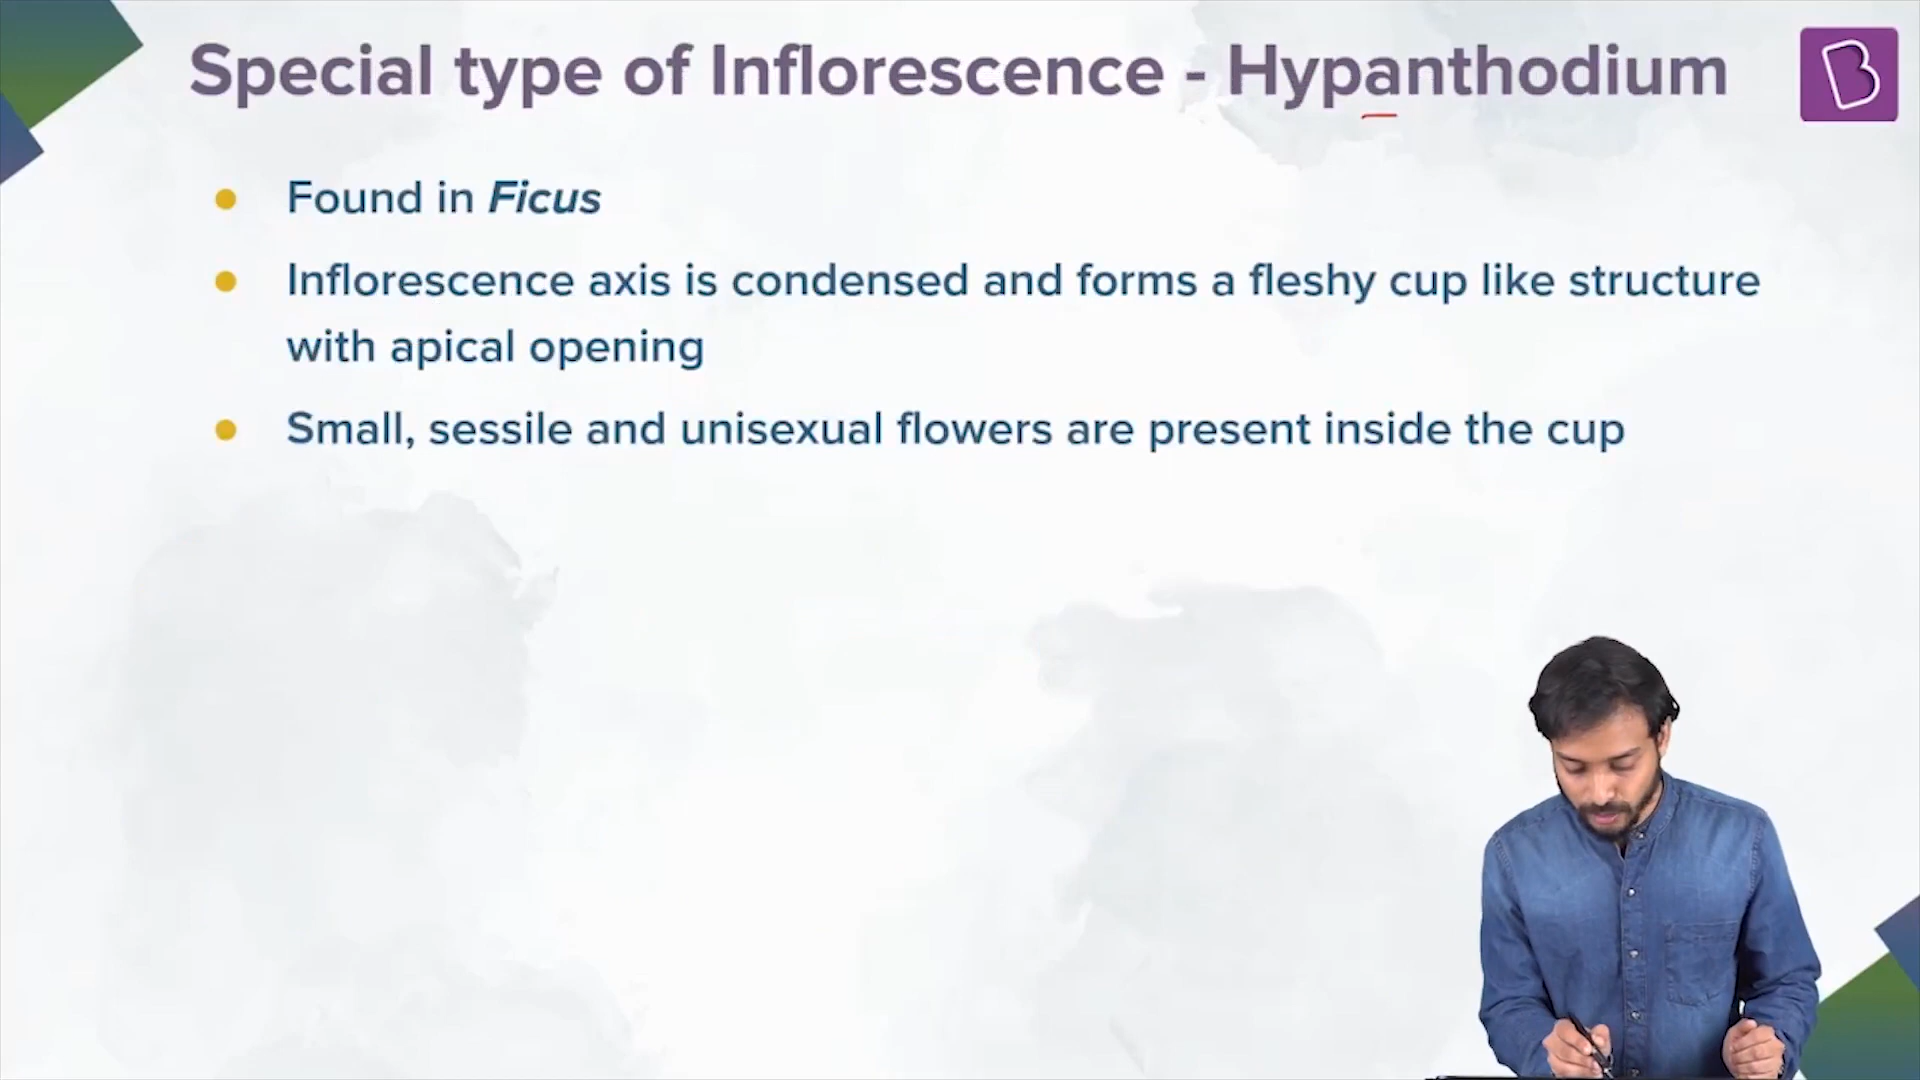 Special type of Inflorescence - Hypanthodium
Found in Ficus
Inflorescence axis is condensed and forms a fleshy cup like structure
with apical opening
Small, sessile and unisexual flowers are present inside the cup